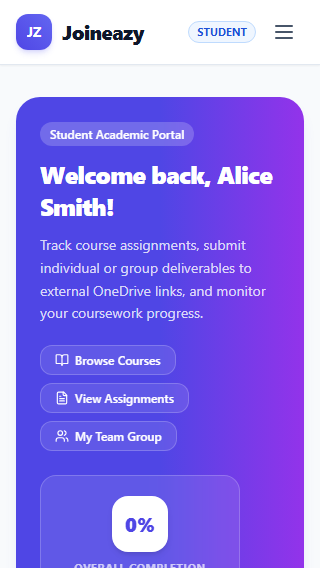 JZ Joineazy STUDENT
Student Academic Portal
Welcome back, Alice
Smith!
Track course assignments, submit
individual or group deliverables to
external OneDrive links, and monitor
your coursework progress.
Browse Courses
View Assignments
My Team Group
0%
OVERALL COMPLETION